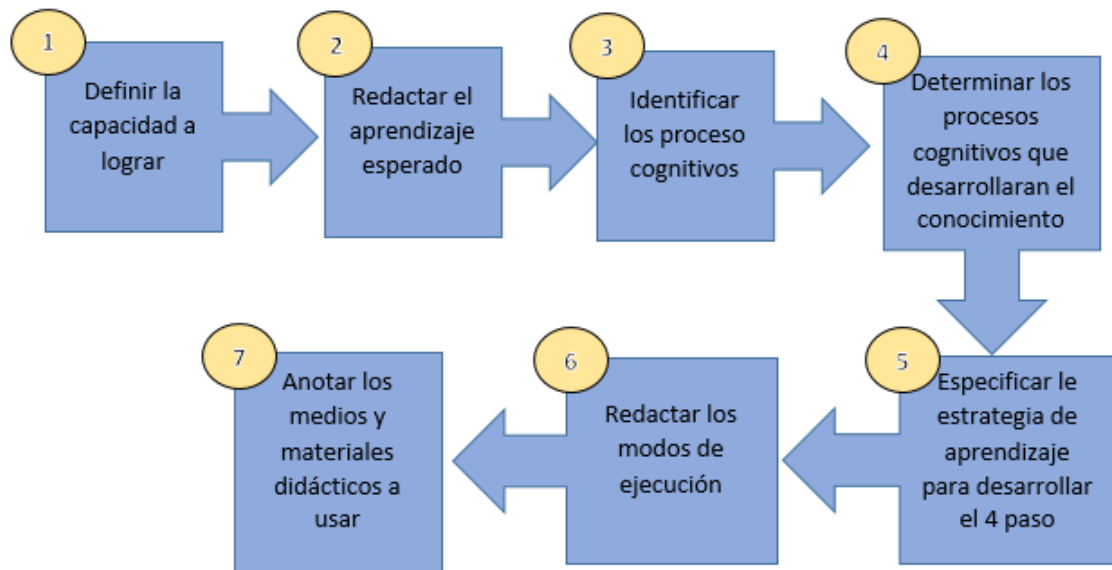 1
Definir la
capacidad a
lograr
2
Redactar el
aprendizaje
esperado
3
Identificar
los proceso
cognitivos
4
Determinar los
procesos
cognitivos que
desarrollaran el
conocimiento
5
Especificar le
estrategia de
aprendizaje
para desarrollar
el 4 paso
6
Redactar los
modos de
ejecución
7
Anotar los
medios y
materiales
didácticos a
usar